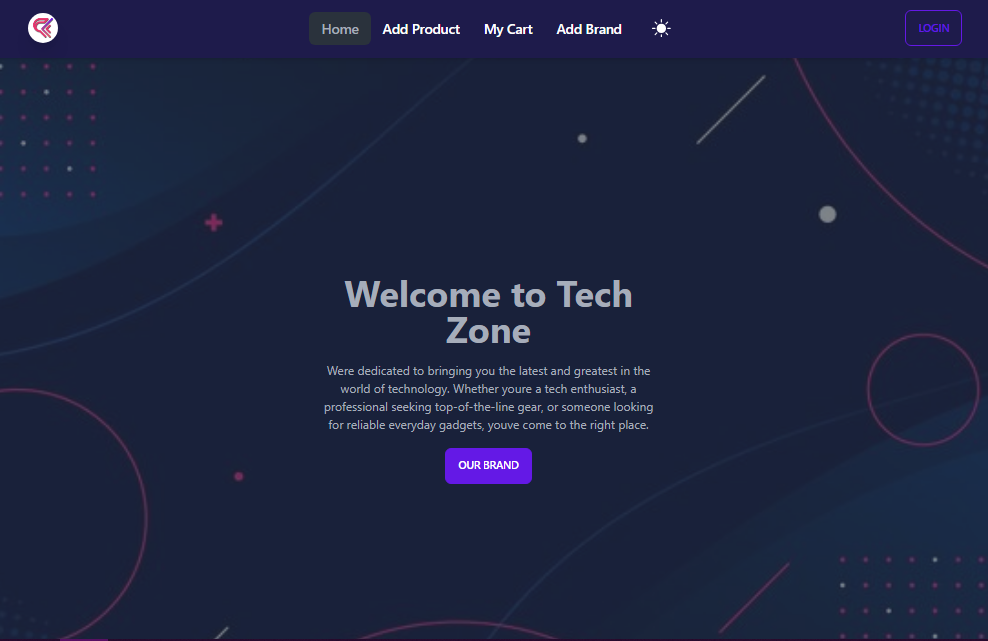 Home Add Product My Cart Add Brand LOGIN
Welcome to Tech
Zone
Were dedicated to bringing you the latest and greatest in the
world of technology. Whether youre a tech enthusiast, a
professional seeking top-of-the-line gear, or someone looking
for reliable everyday gadgets, youve come to the right place.
OUR BRAND